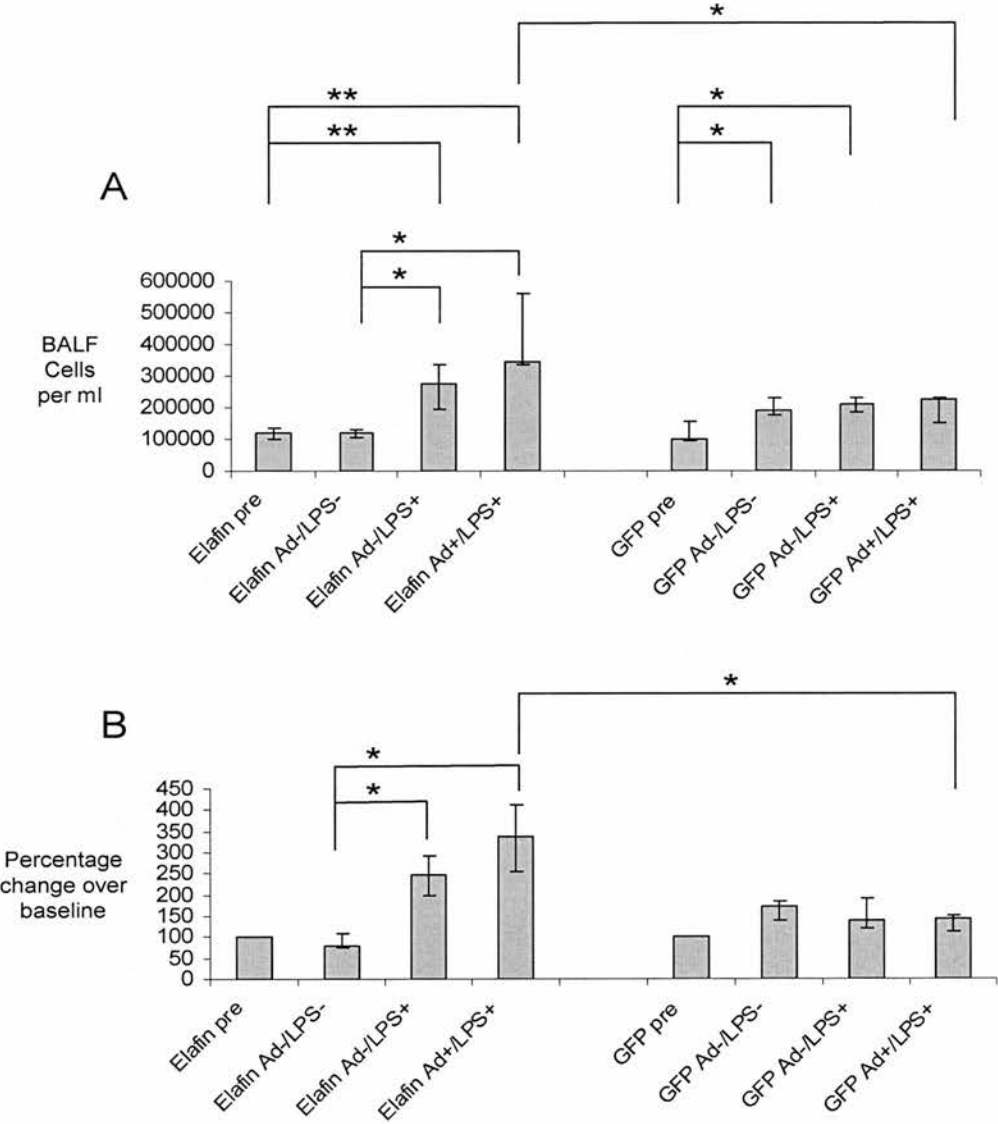 *
**
*
**
*
A
*
*
600000
500000
400000
300000
200000
100000
0
BALF
Cells
per ml
Elafin pre
Elafin Ad-/LPS-
Elafin Ad-/LPS+
Elafin Ad+/LPS+
GFP pre
GFP Ad-/LPS-
GFP Ad-/LPS+
GFP Ad+/LPS+
*
B
*
*
450
400
350
300
250
200
150
100
50
0
Percentage
change over
baseline
Elafin pre
Elafin Ad-/LPS-
Elafin Ad-/LPS+
Elafin Ad+/LPS+
GFP pre
GFP Ad-/LPS-
GFP Ad-/LPS+
GFP Ad+/LPS+